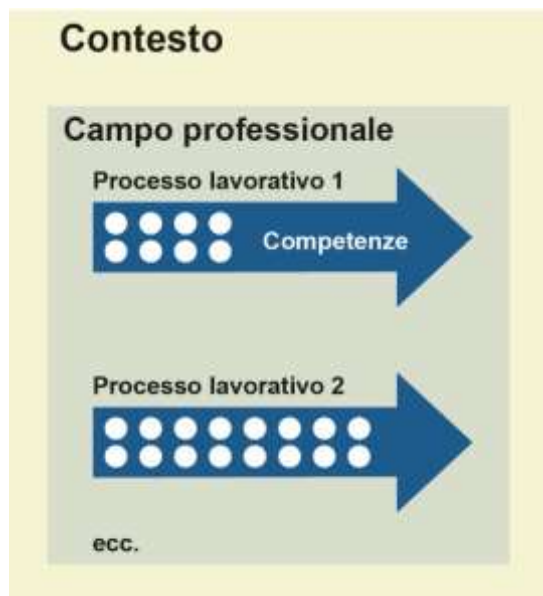 Contesto
Campo professionale
Processo lavorativo 1
Competenze
Processo lavorativo 2
ecc.